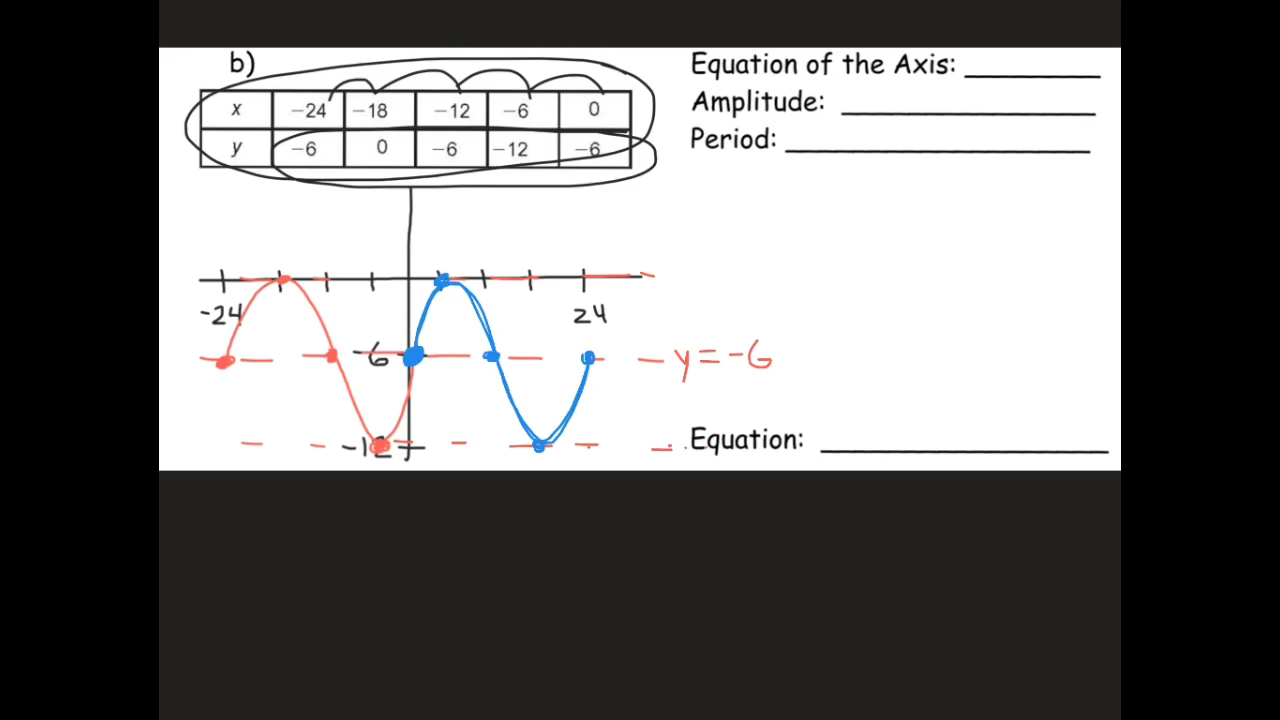 b)
x −24 −18 −12 −6 0
y −6 0 −6 −12 −6
Equation of the Axis:
Amplitude:
Period:
-24 24
-6 y = -6
-12
Equation: